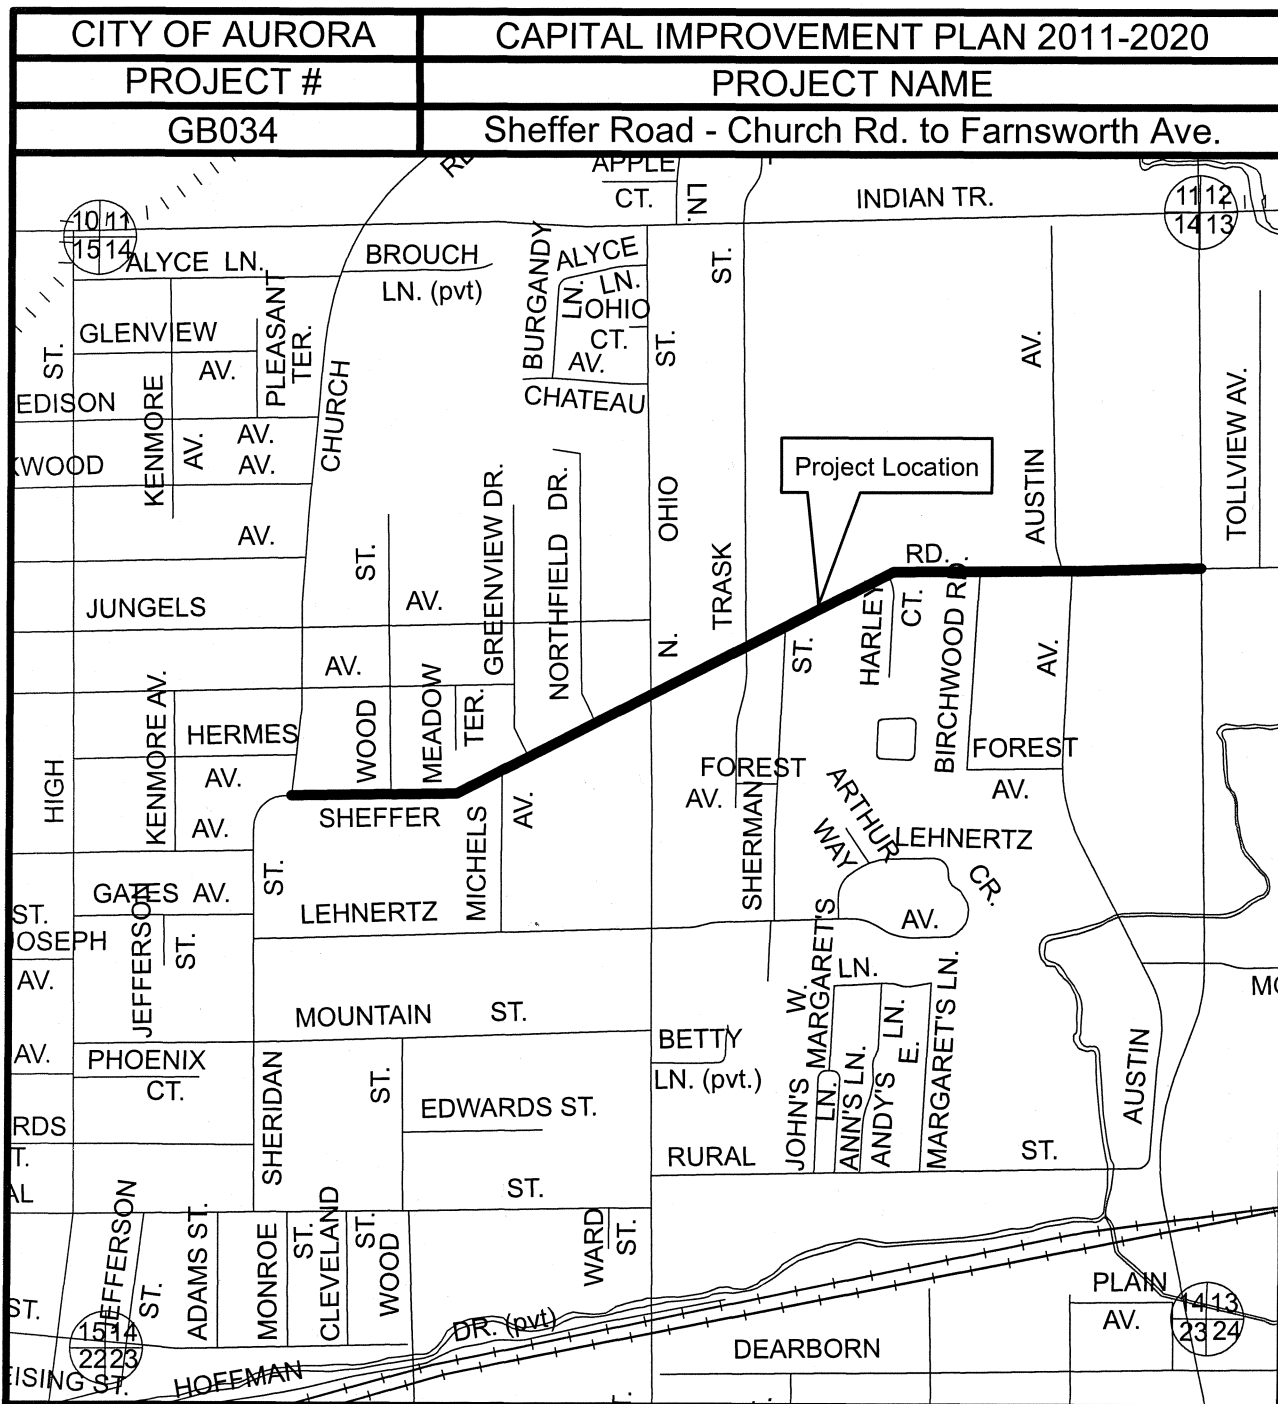 CITY OF AURORA
CAPITAL IMPROVEMENT PLAN 2011-2020
PROJECT #
PROJECT NAME
GB034
Sheffer Road - Church Rd. to Farnsworth Ave.
APPLE
CT.
LN.
INDIAN TR.
10 11
15 14
11 12
14 13
ALYCE LN.
BROUCH
LN. (pvt)
BURGANDY
LN.
ALYCE
LN.
OHIO
CT.
AV.
CHATEAU
ST.
ST.
GLENVIEW
AV.
PLEASANT
TER.
ST.
EDISON
AV.
KENMORE
AV.
AV.
CHURCH
AV.
AUSTIN
TOLLVIEW AV.
Project Location
AV.
JUNGELS
ST.
AV.
GREENVIEW DR.
NORTHFIELD DR.
OHIO
N.
TRASK
RD.
HARLEY
CT.
BIRCHWOOD RD.
ST.
AV.
AV.
KENMORE AV.
HERMES
AV.
WOOD
MEADOW
TER.
HIGH
AV.
SHEFFER
MICHELS
AV.
FOREST
AV.
SHERMAN
FOREST
AV.
ARTHUR
WAY
LEHNERTZ
CR.
AV.
GATES AV.
ST.
LEHNERTZ
ST.
AV.
JEFFERSON
ST.
MOUNTAIN ST.
W.
MARGARET'S
LN.
BETTY
LN. (pvt.)
JOHN'S
LN.
ANN'S LN.
ANDY'S
LN.
E.
MARGARET'S LN.
AUSTIN
AV.
PHOENIX
CT.
SHERIDAN
ST.
EDWARDS ST.
RURAL
ST.
ST.
JEFFERSON
ST.
ADAMS ST.
MONROE
ST.
CLEVELAND
ST.
WOOD
WARD
ST.
PLAIN
AV.
15 14
22 23
14 13
23 24
DR. (pvt)
HOFFMAN
ST.
DEARBORN